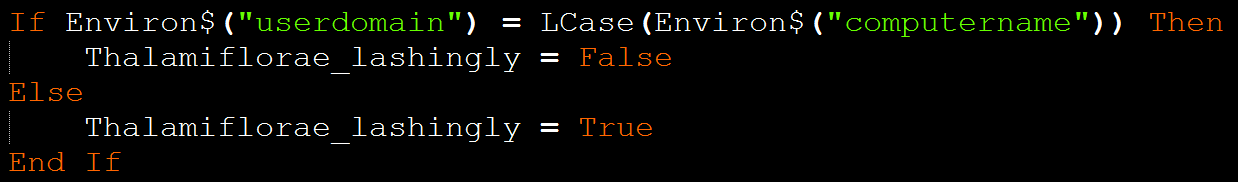 If Environ$("userdomain") = LCase(Environ$("computername")) Then
    Thalamiflorae_lashingly = False
Else
    Thalamiflorae_lashingly = True
End If